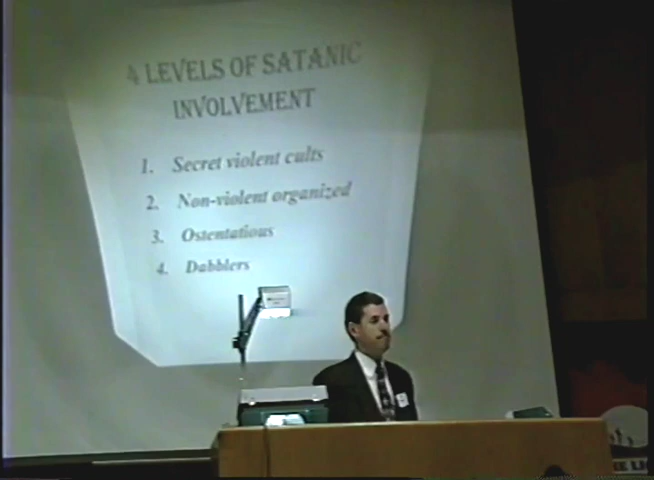 4 LEVELS OF SATANIC
INVOLVEMENT
1. Secret violent cults
2. Non-violent organized
3. Ostentatious
4. Dabblers